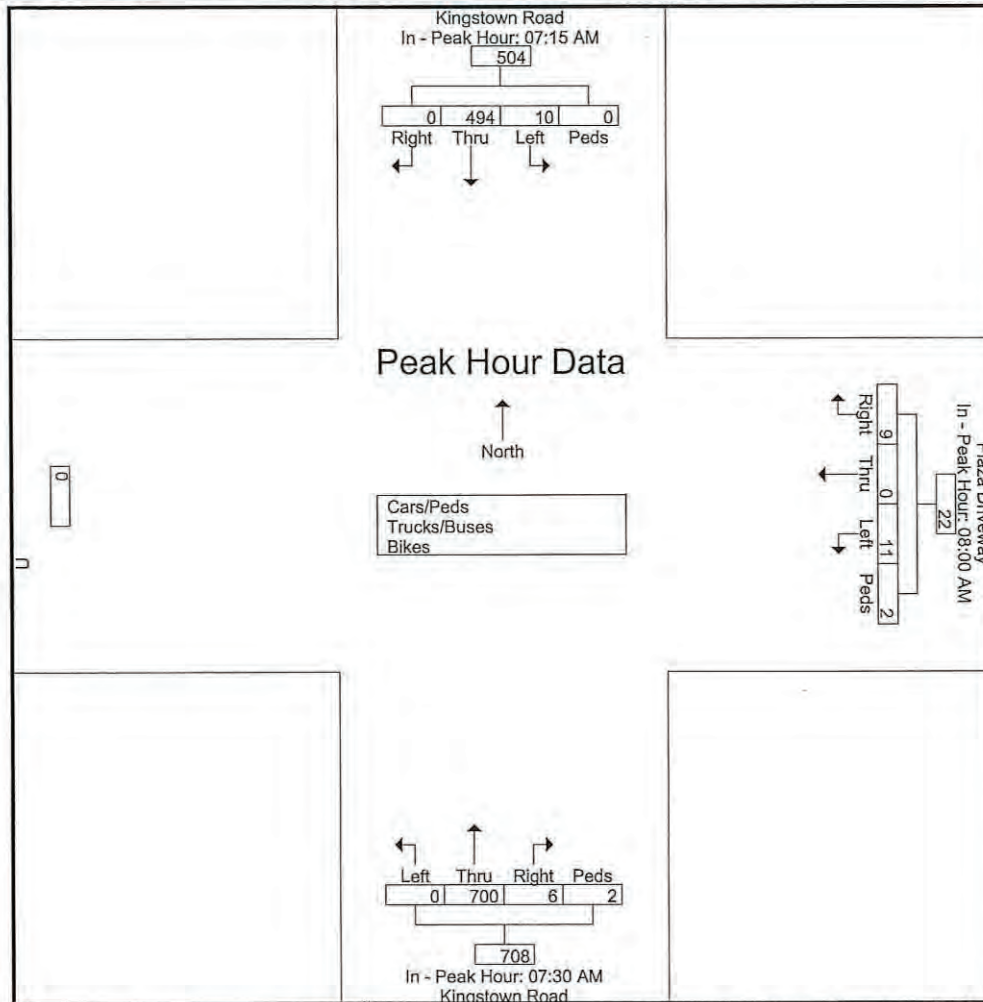 Kingstown Road
In - Peak Hour: 07:15 AM
504
0 494 10 0
Right Thru Left Peds
Peak Hour Data
North
Cars/Peds
Trucks/Buses
Bikes
0
Plaza Driveway
In - Peak Hour: 08:00 AM
22
9 0 11 2
Right Thru Left Peds
Left Thru Right Peds
0 700 6 2
708
In - Peak Hour: 07:30 AM
Kingstown Road